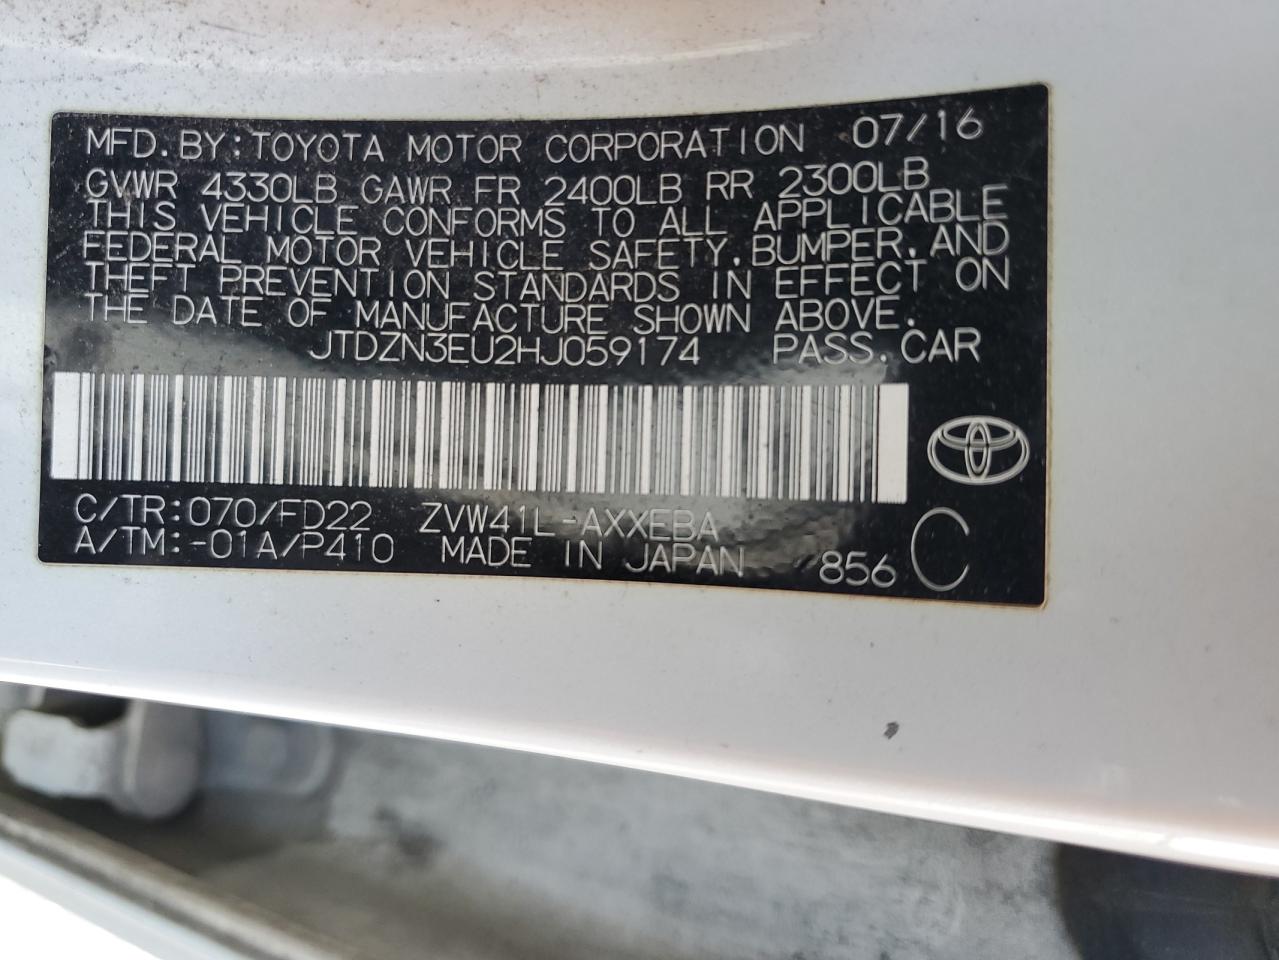 MFD. BY: TOYOTA MOTOR CORPORATION 07/16
GVWR 4330LB GAWR FR 2400LB RR 2300LB
THIS VEHICLE CONFORMS TO ALL APPLICABLE
FEDERAL MOTOR VEHICLE SAFETY, BUMPER, AND
THEFT PREVENTION STANDARDS IN EFFECT ON
THE DATE OF MANUFACTURE SHOWN ABOVE.
JTDZN3EU2HJ059174 PASS. CAR
C/TR: 070/FD22 ZVW41L-AXXEBA
A/TM: -01A/P410 MADE IN JAPAN 856 C